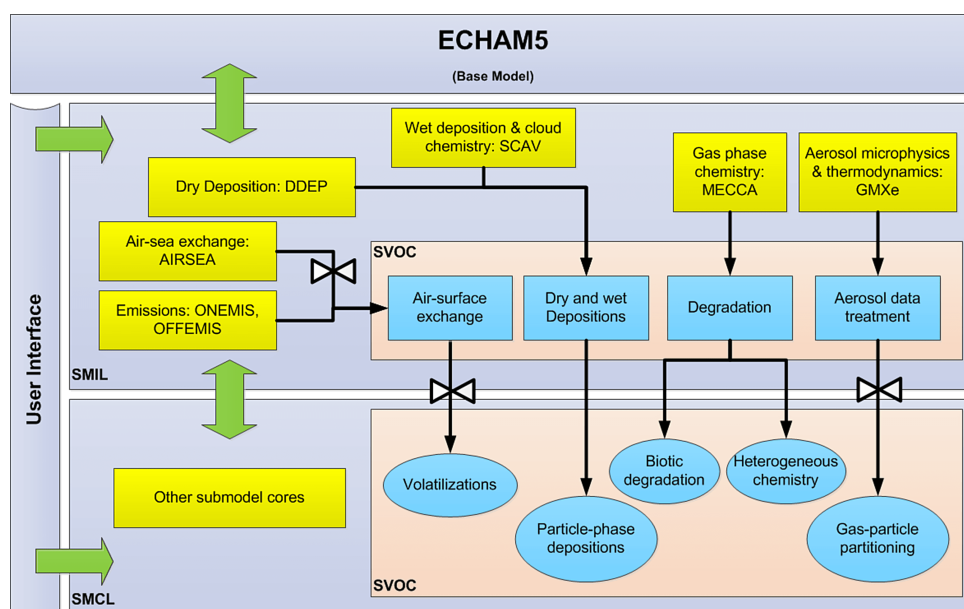 ECHAM5
(Base Model)
User Interface
Wet deposition & cloud
chemistry: SCAV
Gas phase
chemistry:
MECCA
Aerosol microphysics
& thermodynamics:
GMXe
Dry Deposition: DDEP
Air-sea exchange:
AIRSEA
Emissions: ONEMIS,
OFFEMIS
SVOC
Air-surface
exchange
Dry and wet
Depositions
Degradation
Aerosol data
treatment
SMIL
Other submodel cores
Volatilizations
Particle-phase
depositions
Biotic
degradation
Heterogeneous
chemistry
Gas-particle
partitioning
SVOC
SMCL